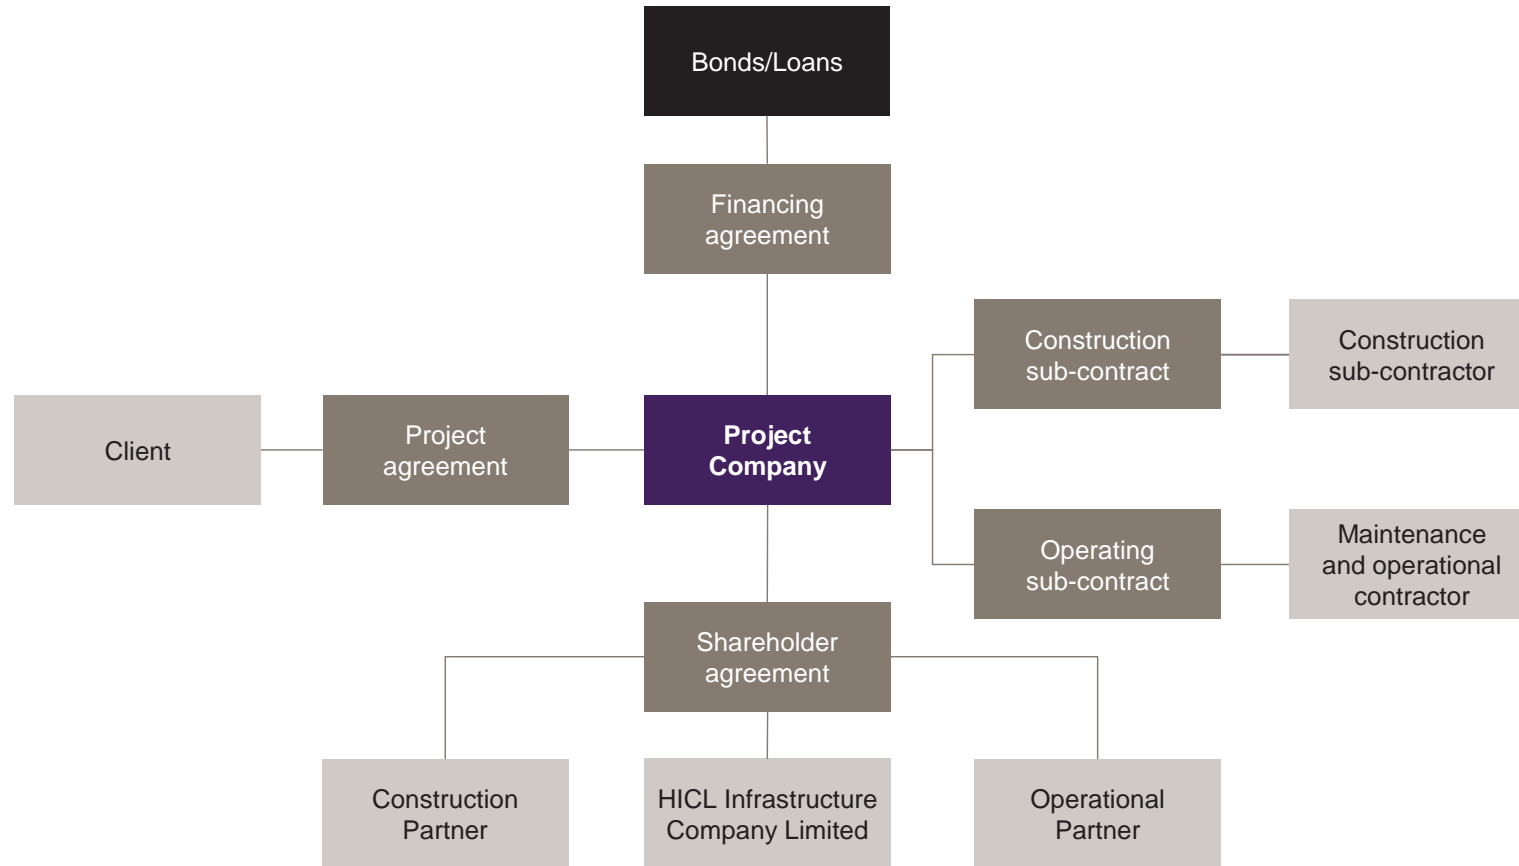 Bonds/Loans
Financing
agreement
Construction
sub-contract
Construction
sub-contractor
Client
Project
agreement
Project
Company
Operating
sub-contract
Maintenance
and operational
contractor
Shareholder
agreement
Construction
Partner
HICL Infrastructure
Company Limited
Operational
Partner